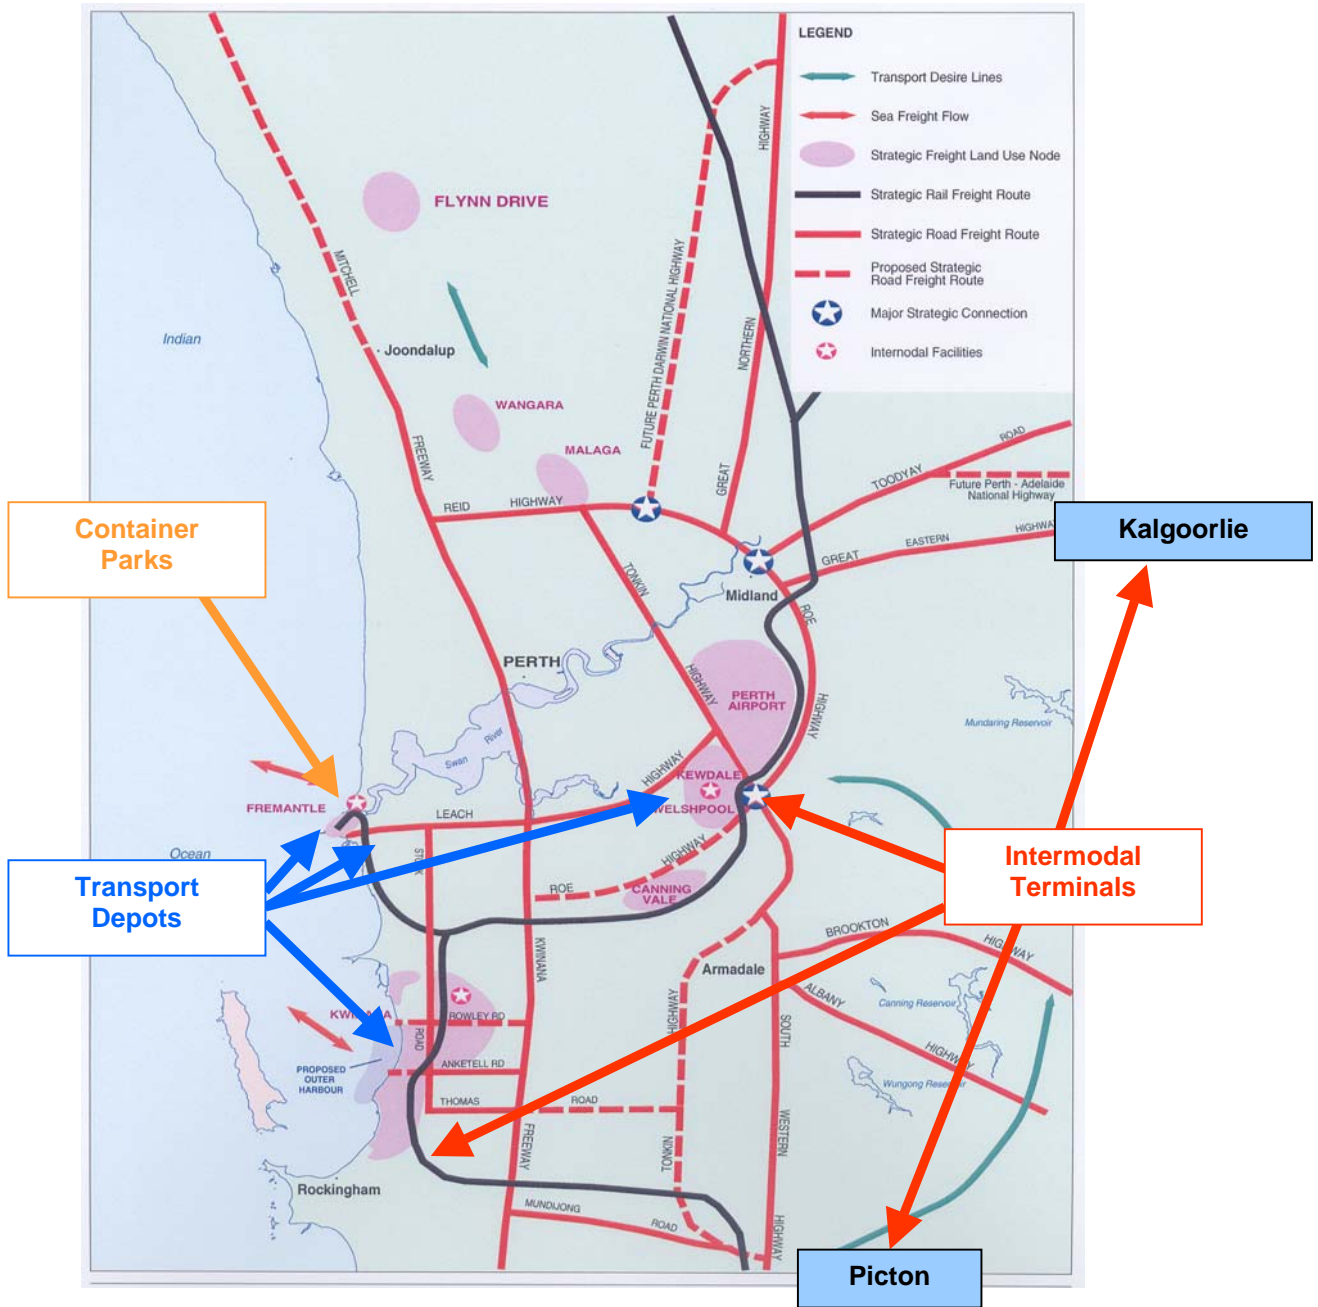 LEGEND
Transport Desire Lines
Sea Freight Flow
Strategic Freight Land Use Node
Strategic Rail Freight Route
Strategic Road Freight Route
Proposed Strategic
Road Freight Route
Major Strategic Connection
Internodal Facilities
FLYNN DRIVE
MITCHELL
FREEWAY
Indian
Joondalup
WANGARA
MALAGA
FUTURE PERTH DARWIN NATIONAL HIGHWAY
HIGHWAY
NORTHERN
GREAT
REID
HIGHWAY
TOODYAY
ROAD
Future Perth - Adelaide
National Highway
GREAT
EASTERN
HIGHWAY
Container
Parks
Kalgoorlie
TONKIN
HIGHWAY
Midland
ROE
HIGHWAY
PERTH
PERTH
AIRPORT
Mundaring Reservoir
Swan
River
HIGHWAY
KEWDALE
WELSHPOOL
FREMANTLE
LEACH
STOCK
ROAD
Ocean
Transport
Depots
Intermodal
Terminals
ROE
HIGHWAY
CANNING
VALE
KWINANA
FREEWAY
Armadale
BROOKTON
HIGHWAY
ALBANY
HIGHWAY
Canning Reservoir
Wungong Reservoir
KWINANA
ROWLEY RD
ANKETELL RD
PROPOSED
OUTER
HARBOUR
THOMAS
ROAD
HIGHWAY
TONKIN
SOUTH
WESTERN
HIGHWAY
Rockingham
MUNDIJONG
ROAD
Picton